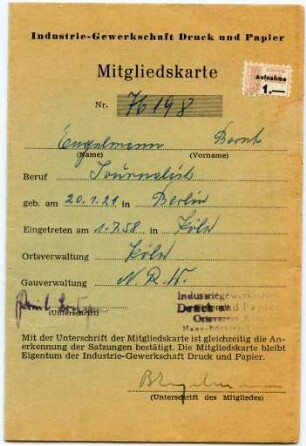 Industrie-Gewerkschaft Druck und Papier
Mitgliedskarte
Aufnahme
1.—
Nr. 76198
Engelmann Bernt
(Name) (Vorname)
Beruf Journalist
geb. am 20.1.21 in Berlin
Eingetreten am 1.7.58 in Köln
Ortsverwaltung Köln
Gauverwaltung N.R.W.
Industriegewerkschaft
Druck und Papier
Ortsverein
(Unterschrift)
Mit der Unterschrift der Mitgliedskarte ist gleichzeitig die An-
erkennung der Satzungen bestätigt. Die Mitgliedskarte bleibt
Eigentum der Industrie-Gewerkschaft Druck und Papier.
BEngelmann
(Unterschrift des Mitgliedes)